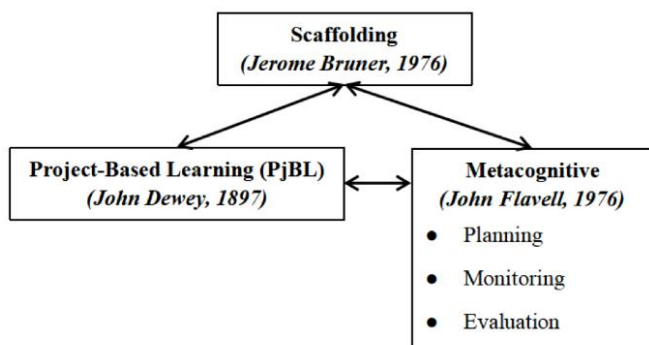 Scaffolding
(Jerome Bruner, 1976)
Project-Based Learning (PjBL)
(John Dewey, 1897)
Metacognitive
(John Flavell, 1976)
● Planning
● Monitoring
● Evaluation